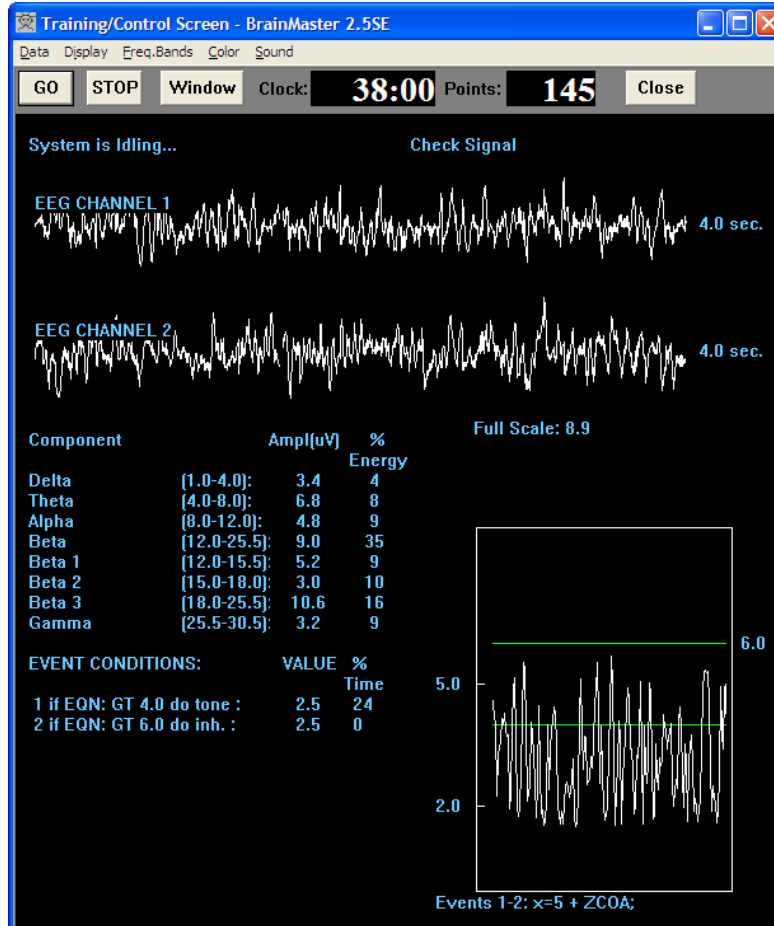 Training/Control Screen - BrainMaster 2.5SE
Data Display Freq.Bands Color Sound
GO STOP Window Clock: 38:00 Points: 145 Close
System is Idling... Check Signal
EEG CHANNEL 1
4.0 sec.
EEG CHANNEL 2
4.0 sec.
Full Scale: 8.9
Component Ampl(uV) %
Energy
Delta (1.0-4.0): 3.4 4
Theta (4.0-8.0): 6.8 8
Alpha (8.0-12.0): 4.8 9
Beta (12.0-25.5): 9.0 35
Beta 1 (12.0-15.5): 5.2 9
Beta 2 (15.0-18.0): 3.0 10
Beta 3 (18.0-25.5): 10.6 16
Gamma (25.5-30.5): 3.2 9
EVENT CONDITIONS: VALUE %
Time
1 if EQN: GT 4.0 do tone : 2.5 24
2 if EQN: GT 6.0 do inh. : 2.5 0
6.0
5.0
2.0
Events 1-2: x=5 + ZCOA;